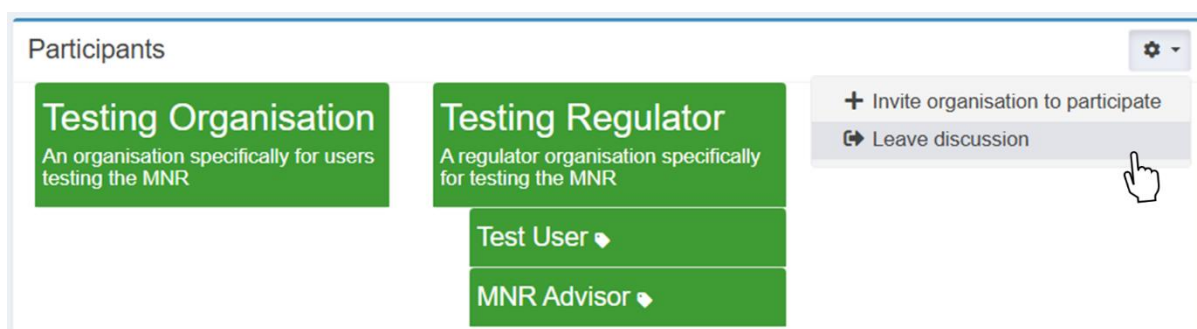 Participants
Testing Organisation
An organisation specifically for users
testing the MNR
Testing Regulator
A regulator organisation specifically
for testing the MNR
Test User
MNR Advisor
Invite organisation to participate
Leave discussion